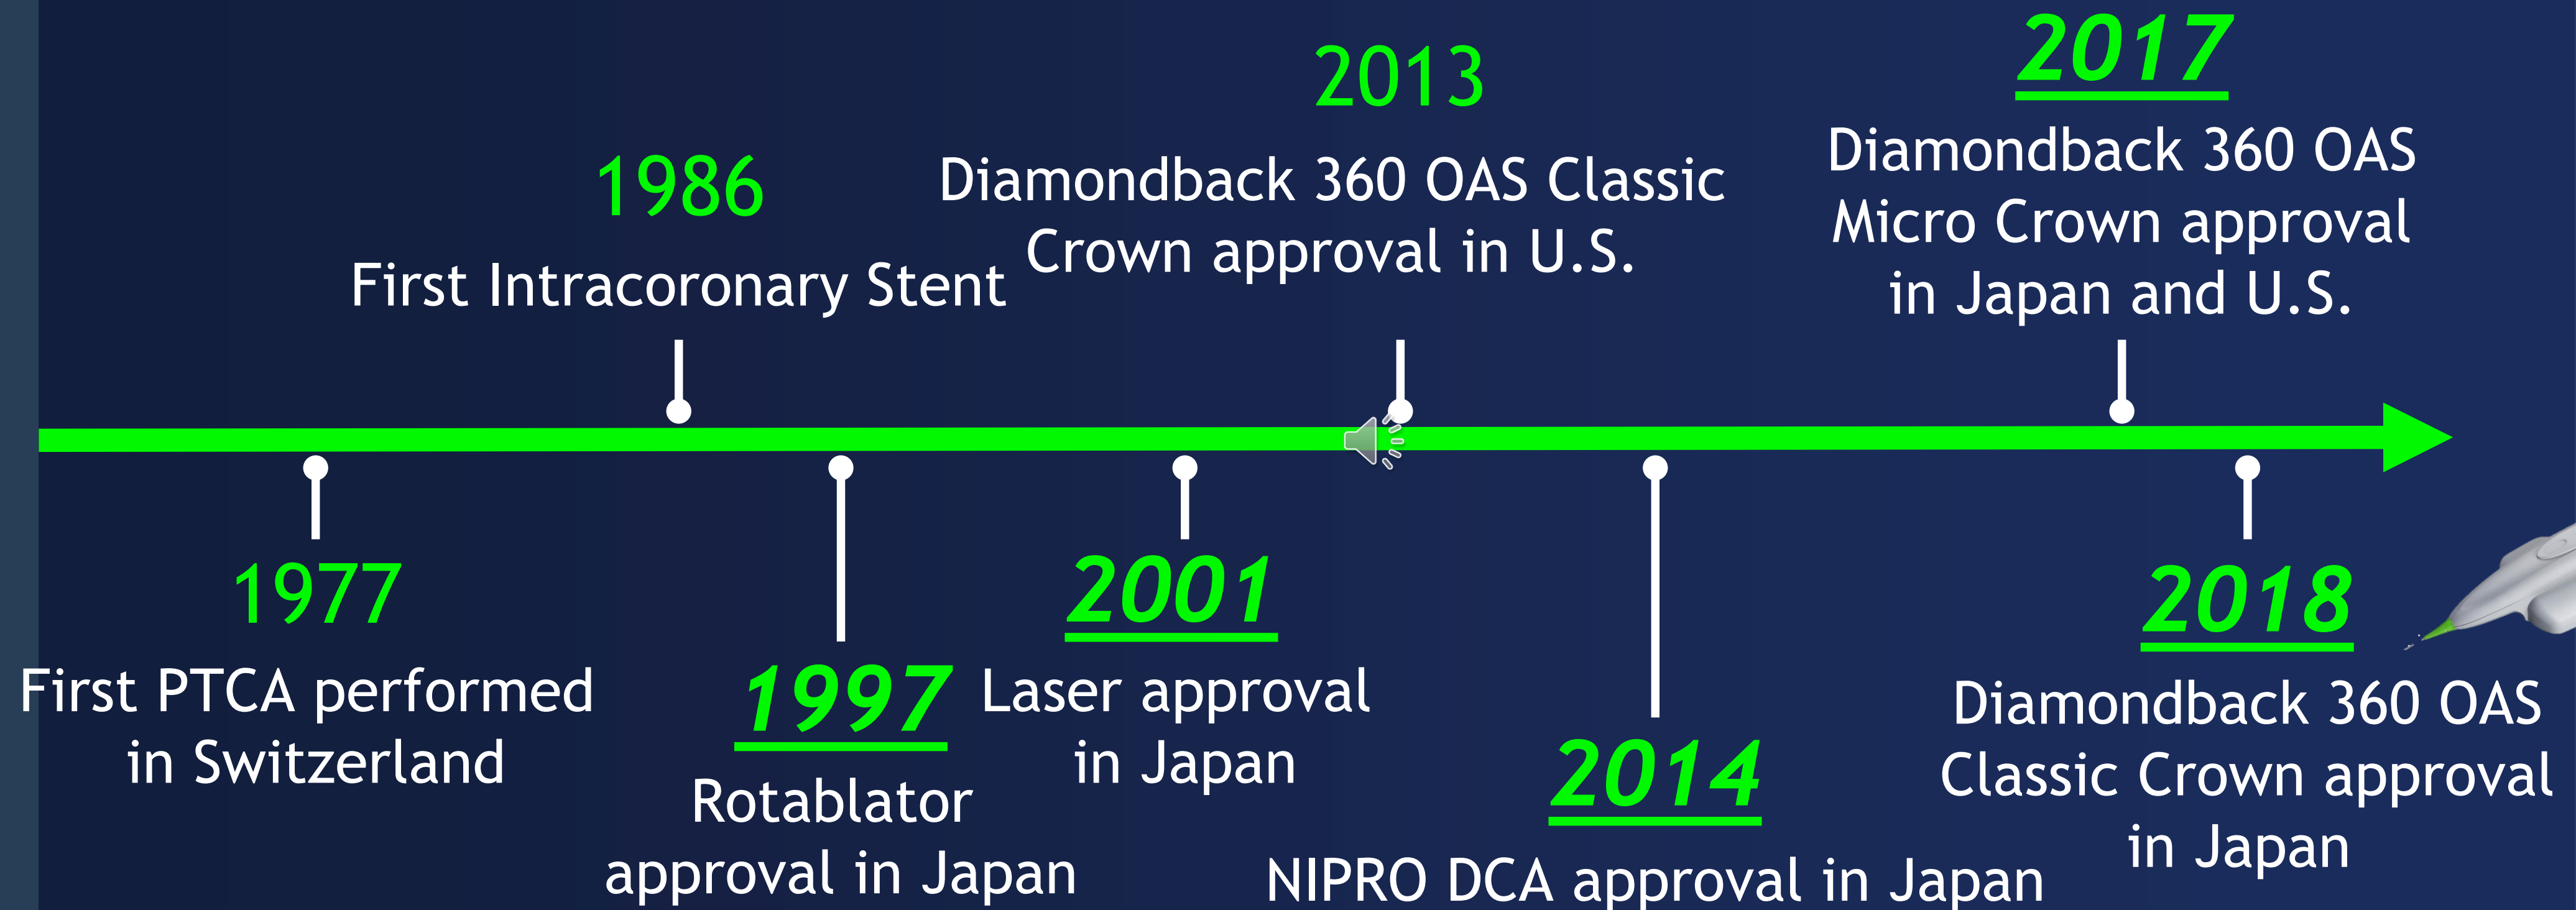 1977
First PTCA performed
in Switzerland
1986
First Intracoronary Stent
1997
Rotablator
approval in Japan
2001
Laser approval
in Japan
2013
Diamondback 360 OAS Classic
Crown approval in U.S.
2014
NIPRO DCA approval in Japan
2017
Diamondback 360 OAS
Micro Crown approval
in Japan and U.S.
2018
Diamondback 360 OAS
Classic Crown approval
in Japan